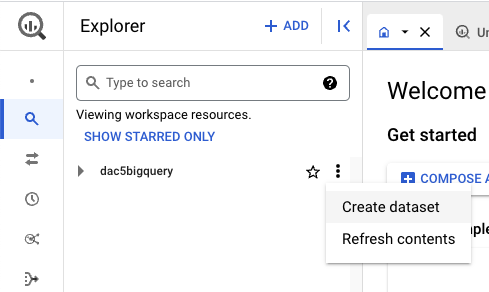 Explorer
+ ADD
Un
Type to search
?
Viewing workspace resources.
SHOW STARRED ONLY
Welcome
Get started
dac5bigquery
COMPOSE A
Create dataset
Refresh contents